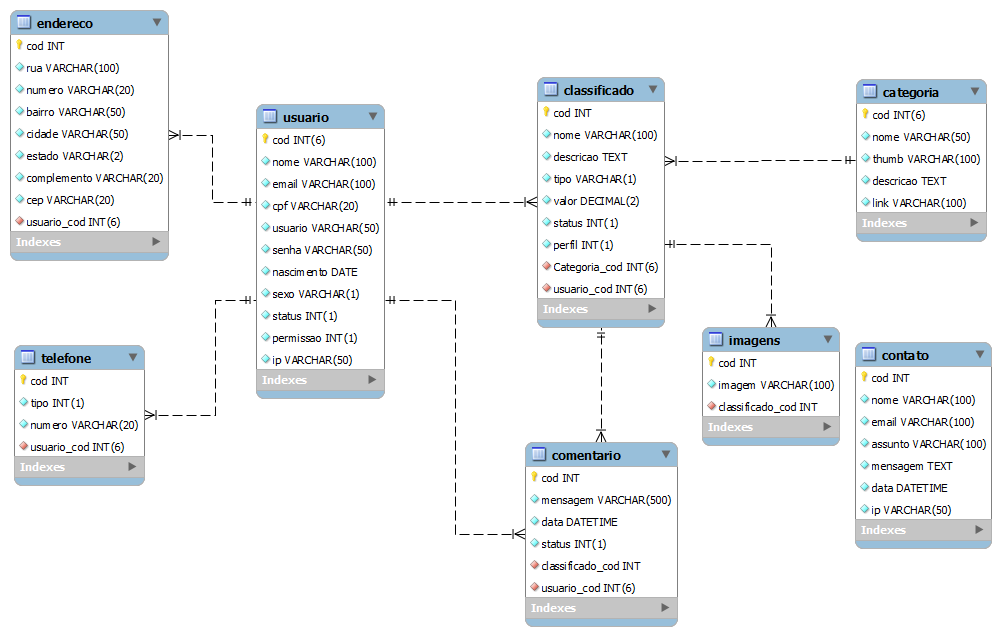 endereco
cod INT
rua VARCHAR(100)
numero VARCHAR(20)
bairro VARCHAR(50)
cidade VARCHAR(50)
estado VARCHAR(2)
complemento VARCHAR(20)
cep VARCHAR(20)
usuario_cod INT(6)
Indexes
telefone
cod INT
tipo INT(1)
numero VARCHAR(20)
usuario_cod INT(6)
Indexes
usuario
cod INT(6)
nome VARCHAR(100)
email VARCHAR(100)
cpf VARCHAR(20)
usuario VARCHAR(50)
senha VARCHAR(50)
nascimento DATE
sexo VARCHAR(1)
status INT(1)
permissao INT(1)
ip VARCHAR(50)
Indexes
classificado
cod INT
nome VARCHAR(100)
descricao TEXT
tipo VARCHAR(1)
valor DECIMAL(2)
status INT(1)
perfil INT(1)
Categoria_cod INT(6)
usuario_cod INT(6)
Indexes
comentario
cod INT
mensagem VARCHAR(500)
data DATETIME
status INT(1)
classificado_cod INT
usuario_cod INT(6)
Indexes
categoria
cod INT(6)
nome VARCHAR(50)
thumb VARCHAR(100)
descricao TEXT
link VARCHAR(100)
Indexes
imagens
cod INT
imagem VARCHAR(100)
classificado_cod INT
Indexes
contato
cod INT
nome VARCHAR(100)
email VARCHAR(100)
assunto VARCHAR(100)
mensagem TEXT
data DATETIME
ip VARCHAR(50)
Indexes